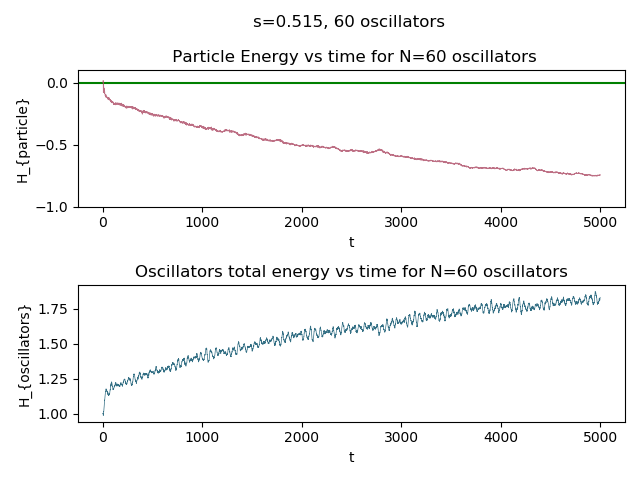 s=0.515, 60 oscillators
Particle Energy vs time for N=60 oscillators
H_{particle}
0.0
−0.5
−1.0
0 1000 2000 3000 4000 5000
t
Oscillators total energy vs time for N=60 oscillators
H_{oscillators}
1.75
1.50
1.25
1.00
0 1000 2000 3000 4000 5000
t